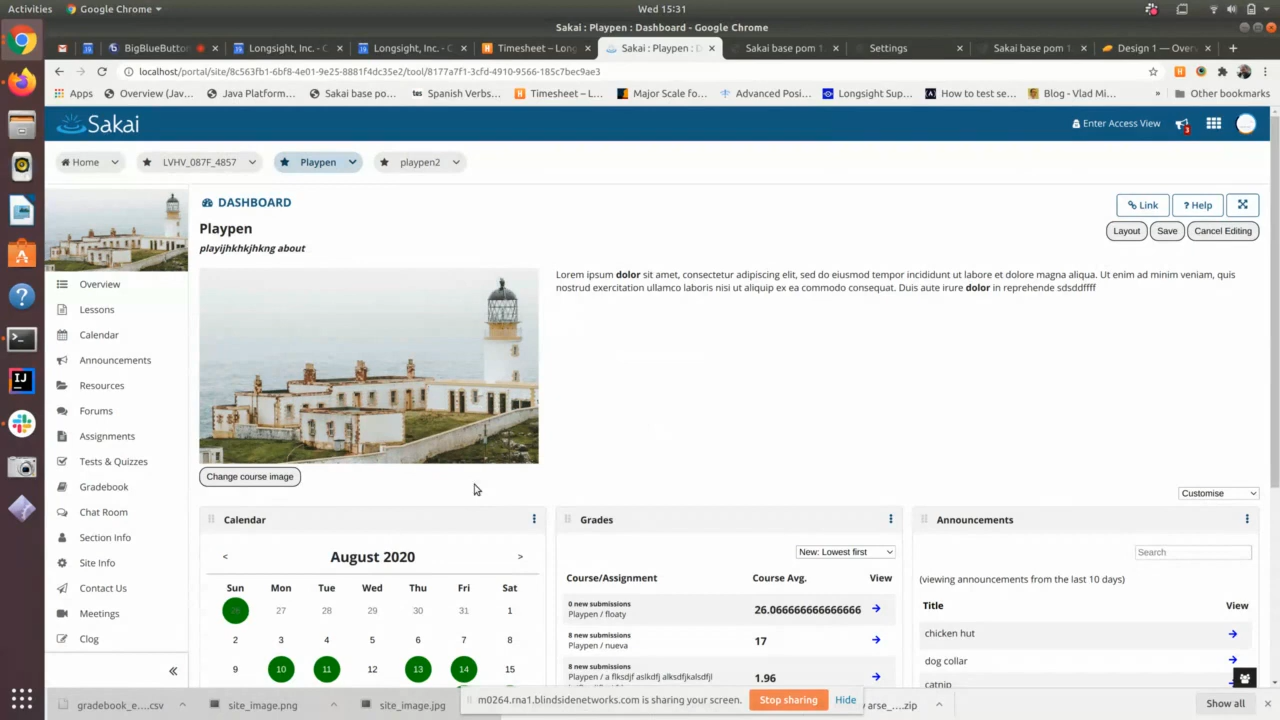 Activities Google Chrome Wed 15:31
Sakai : Playpen : Dashboard - Google Chrome
BigBlueButto Longsight, Inc. - C Longsight, Inc. - C Timesheet – Long Sakai : Playpen : D Sakai base pom 1. Settings Sakai base pom 1. Design 1 — Overv
localhost/portal/site/8c563fb1-6bf8-4e01-9e25-8881f4dc35e2/tool/8177a7f1-3cfd-4910-9566-185c7bec9ae3
Apps Overview (Jav... Java Platform... Sakai base po... Spanish Verbs... Timesheet – L... Major Scale fo... Advanced Posi... Longsight Sup... How to test se... Blog - Vlad Mi... » Other bookmarks
Sakai Enter Access View
Home LVHV_087F_4857 Playpen playpen2
DASHBOARD Link ? Help
Playpen Layout Save Cancel Editing
playijhkhkjhkng about
Lorem ipsum dolor sit amet, consectetur adipiscing elit, sed do eiusmod tempor incididunt ut labore et dolore magna aliqua. Ut enim ad minim veniam, quis
nostrud exercitation ullamco laboris nisi ut aliquip ex ea commodo consequat. Duis aute irure dolor in reprehende sdsddffff
Overview
Lessons
Calendar
Announcements
Resources
Forums
Assignments
Tests & Quizzes
Gradebook
Chat Room
Section Info
Site Info
Contact Us
Meetings
Clog
«
Change course image
Customise
Calendar
< August 2020 >
Sun Mon Tue Wed Thu Fri Sat
26 27 28 29 30 31 1
2 3 4 5 6 7 8
9 10 11 12 13 14 15
Grades
New: Lowest first
Course/Assignment Course Avg. View
0 new submissions
Playpen / floaty 26.066666666666666
8 new submissions
Playpen / nueva 17
8 new submissions
Playpen / a flksdjf aslkdfj alksdfjkalsdfjl 1.96
Announcements
Search
(viewing announcements from the last 10 days)
Title View
chicken hut
dog collar
catnip
gradebook_e....csv site_image.png site_image.jpg m0264.rna1.blindsidenetworks.com is sharing your screen. Stop sharing Hide arse_....zip Show all